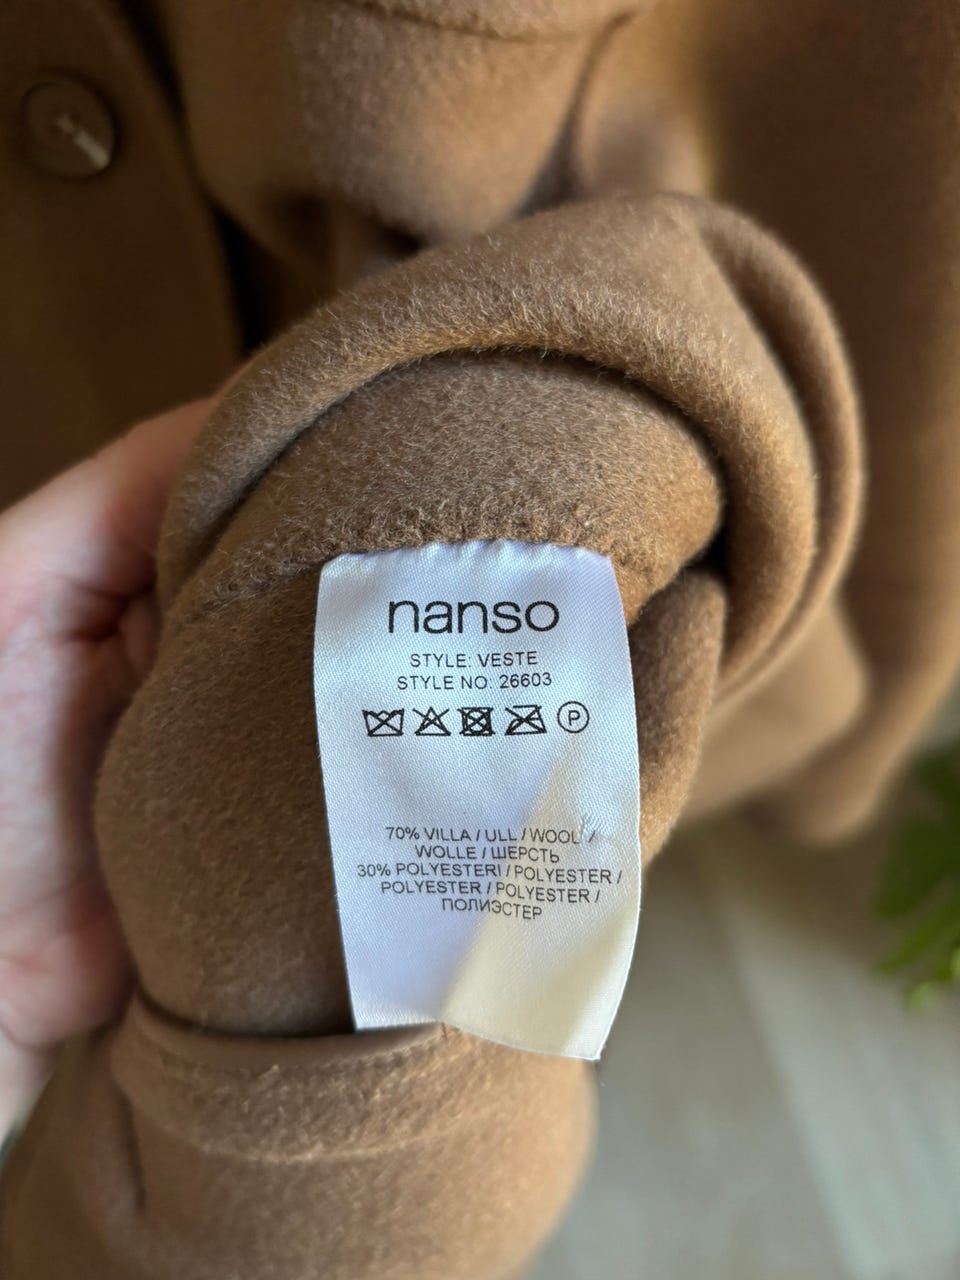 nanso
STYLE: VESTE
STYLE NO. 26603
P
70% VILLA / ULL / WOOL /
WOLLE / ШЕРСТЬ
30% POLYESTERI / POLYESTER /
POLYESTER / POLYESTER /
ПОЛИЭСТЕР